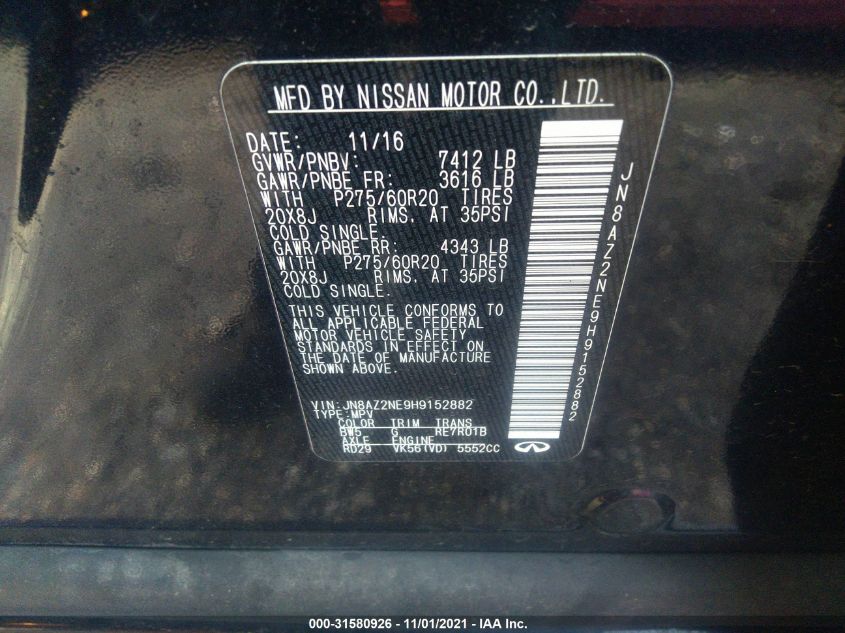 MFD BY NISSAN MOTOR CO.,LTD.
DATE: 11/16
GVWR/PNBV: 7412 LB
GAWR/PNBE FR: 3616 LB
WITH P275/60R20 TIRES
20X8J RIMS. AT 35PSI
COLD SINGLE.
GAWR/PNBE RR: 4343 LB
WITH P275/60R20 TIRES
20X8J RIMS. AT 35PSI
COLD SINGLE.
THIS VEHICLE CONFORMS TO
ALL APPLICABLE FEDERAL
MOTOR VEHICLE SAFETY
STANDARDS IN EFFECT ON
THE DATE OF MANUFACTURE
SHOWN ABOVE.
VIN:JN8AZ2NE9H9152882
TYPE:MPV
COLOR TRIM TRANS
BW5 G RE7R01B
AXLE ENGINE
RD29 VK56(VD) 5552CC
JN8AZ2NE9H9152882
000-31580926 - 11/01/2021 - IAA Inc.